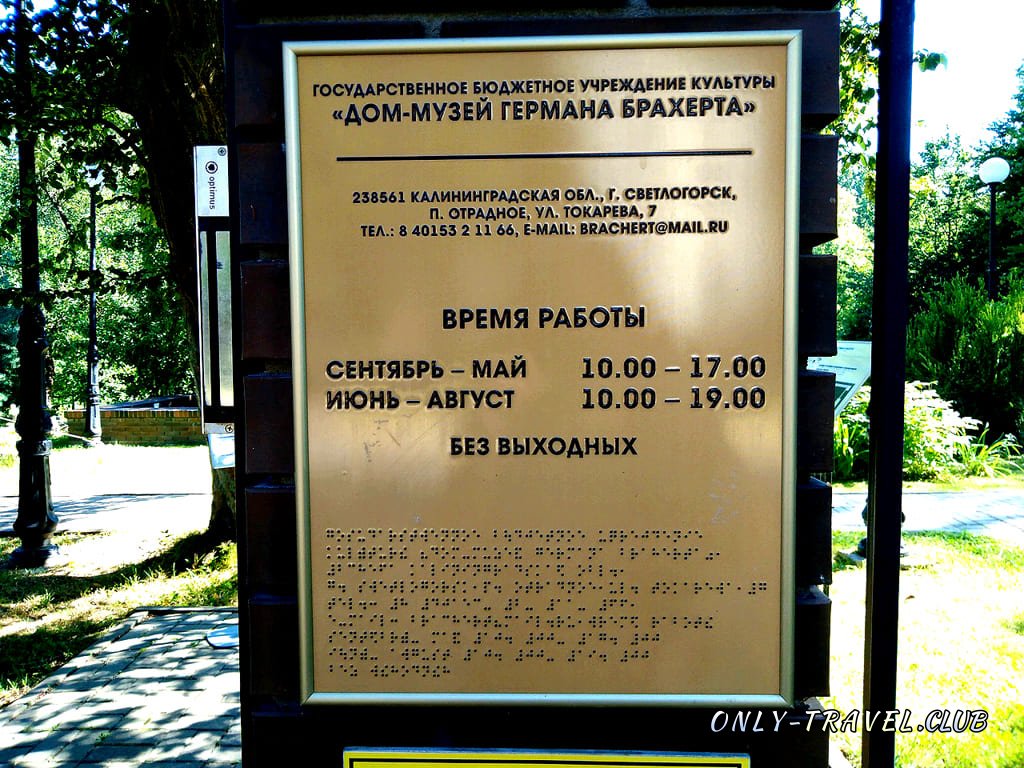 ГОСУДАРСТВЕННОЕ БЮДЖЕТНОЕ УЧРЕЖДЕНИЕ КУЛЬТУРЫ
«ДОМ-МУЗЕЙ ГЕРМАНА БРАХЕРТА»
238561 КАЛИНИНГРАДСКАЯ ОБЛ., Г. СВЕТЛОГОРСК,
П. ОТРАДНОЕ, УЛ. ТОКАРЕВА, 7
ТЕЛ.: 8 40153 2 11 66, E-MAIL: BRACHERT@MAIL.RU
ВРЕМЯ РАБОТЫ
СЕНТЯБРЬ – МАЙ 10.00 – 17.00
ИЮНЬ – АВГУСТ 10.00 – 19.00
БЕЗ ВЫХОДНЫХ
optimus
ONLY-TRAVEL.CLUB